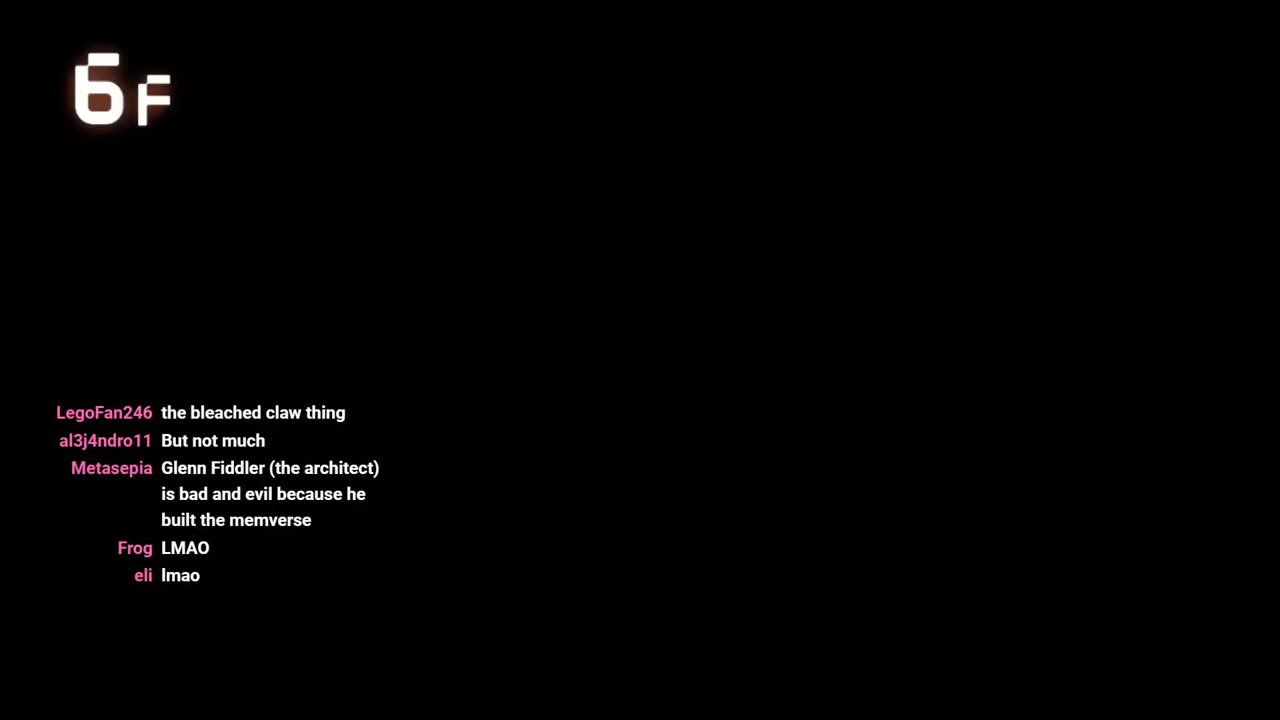 6F
LegoFan246 the bleached claw thing
al3j4ndro11 But not much
Metasepia Glenn Fiddler (the architect)
is bad and evil because he
built the memverse
Frog LMAO
eli lmao